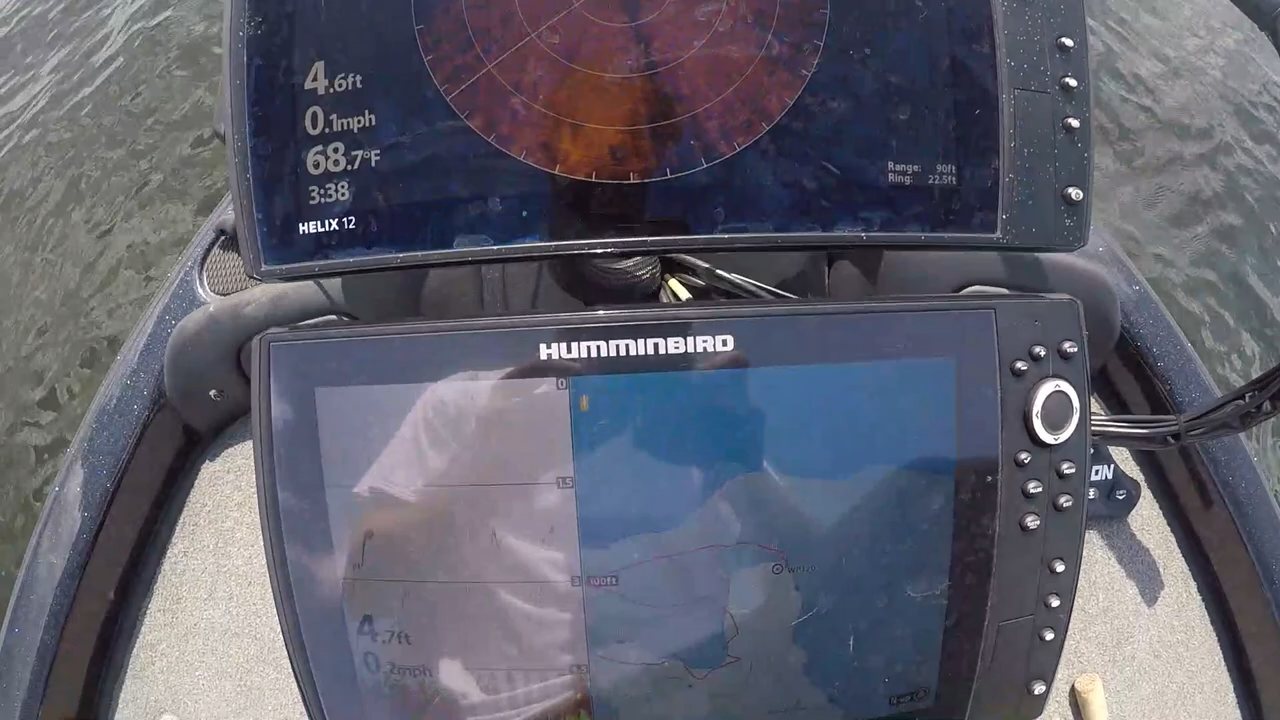 4.6ft
0.1mph
68.7°F
3:38
HELIX 12
Range: 90ft
Ring: 22.5ft
HUMMINBIRD
0
1.5
3
100ft
4.7ft
0.2mph
ON